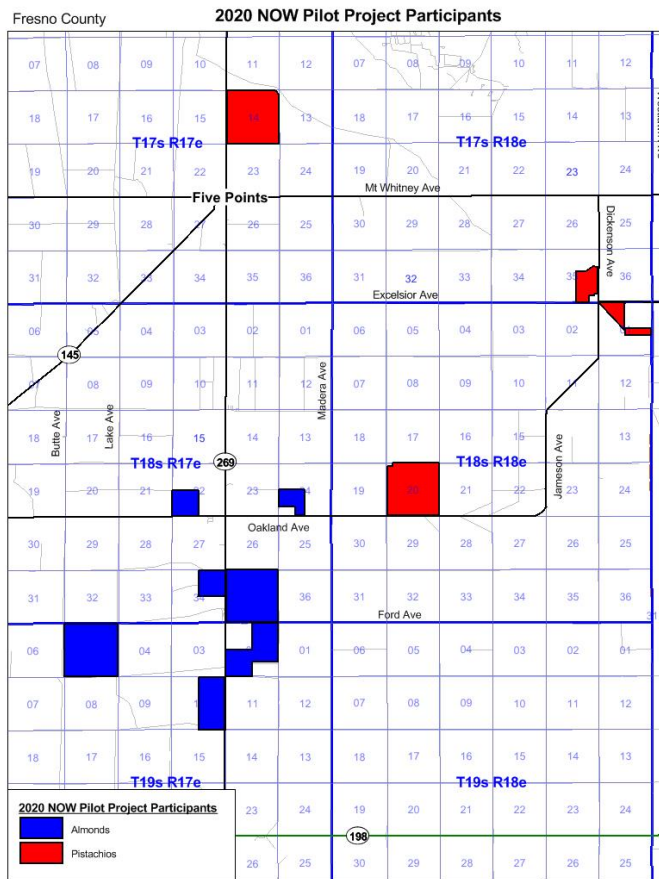 Fresno County
2020 NOW Pilot Project Participants
07 08 09 10 11 12 07 08 09 10 11 12
18 17 16 15 14 13 18 17 16 15 14 13
T17s R17e T17s R18e
19 20 21 22 23 24 19 20 21 22 23 24
Mt Whitney Ave
Five Points
30 29 28 27 26 25 30 29 28 27 26 25
Dickenson Ave
31 32 33 34 35 36 31 32 33 34 35 36
Excelsior Ave
06 05 04 03 02 01 06 05 04 03 02
145
07 08 09 10 11 12 07 08 09 10 11 12
Madera Ave
Butte Ave
Lake Ave
18 17 16 15 14 13 18 17 16 15 13
Jameson Ave
T18s R17e T18s R18e
269
19 20 21 22 24 20 21 22 23 24
19
Oakland Ave
30 29 28 27 26 25 30 29 28 27 26 25
31 32 33 34 36 31 32 33 34 35 36
Ford Ave
31
06 04 03 01 06 05 04 03 02 01
07 08 09 11 12 07 08 09 10 11 12
18 17 16 15 14 13 18 17 16 15 14 13
T19s R17e T19s R18e
23 24 19 20 21 22 23 24
198
26 25 30 29 28 27 26 25
2020 NOW Pilot Project Participants
Almonds
Pistachios